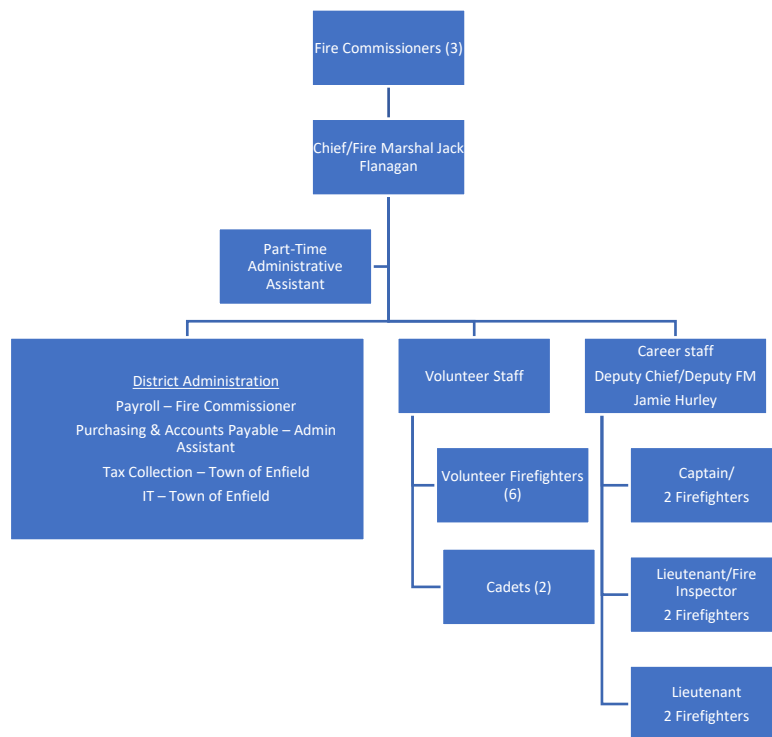 Fire Commissioners (3)
Chief/Fire Marshal Jack
Flanagan
Part-Time
Administrative
Assistant
District Administration
Payroll – Fire Commissioner
Purchasing & Accounts Payable – Admin
Assistant
Tax Collection – Town of Enfield
IT – Town of Enfield
Volunteer Staff
Volunteer Firefighters
(6)
Cadets (2)
Career staff
Deputy Chief/Deputy FM
Jamie Hurley
Captain/
2 Firefighters
Lieutenant/Fire
Inspector
2 Firefighters
Lieutenant
2 Firefighters